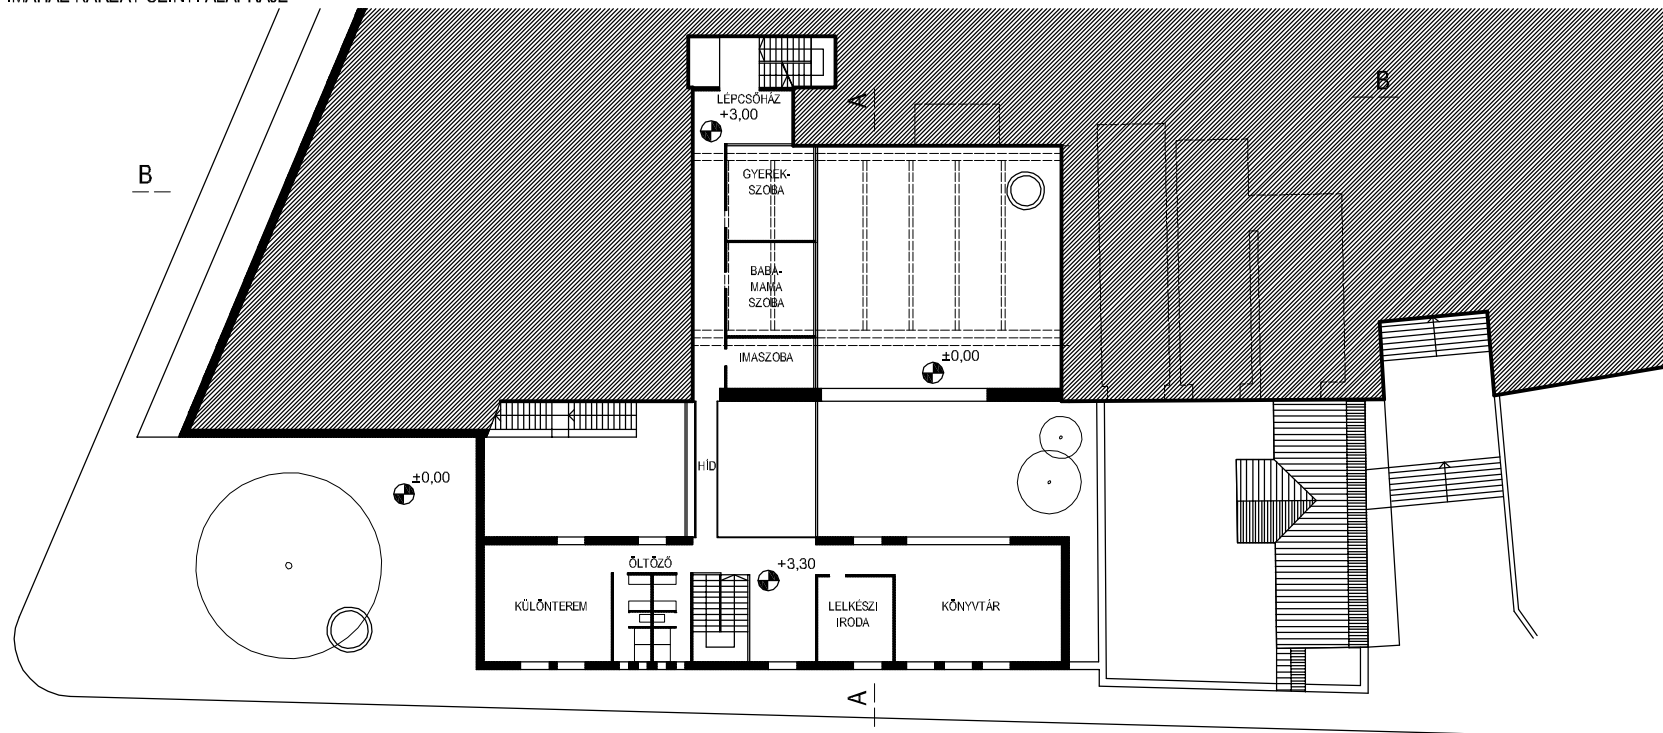 LÉPCSŐHÁZ
+3,00
A
B
B
GYEREK-
SZOBA
BABA-
MAMA
SZOBA
IMASZOBA
±0,00
±0,00
HÍD
ÖLTÖZŐ
+3,30
KÜLÖNTEREM
LELKÉSZI
IRODA
KÖNYVTÁR
A